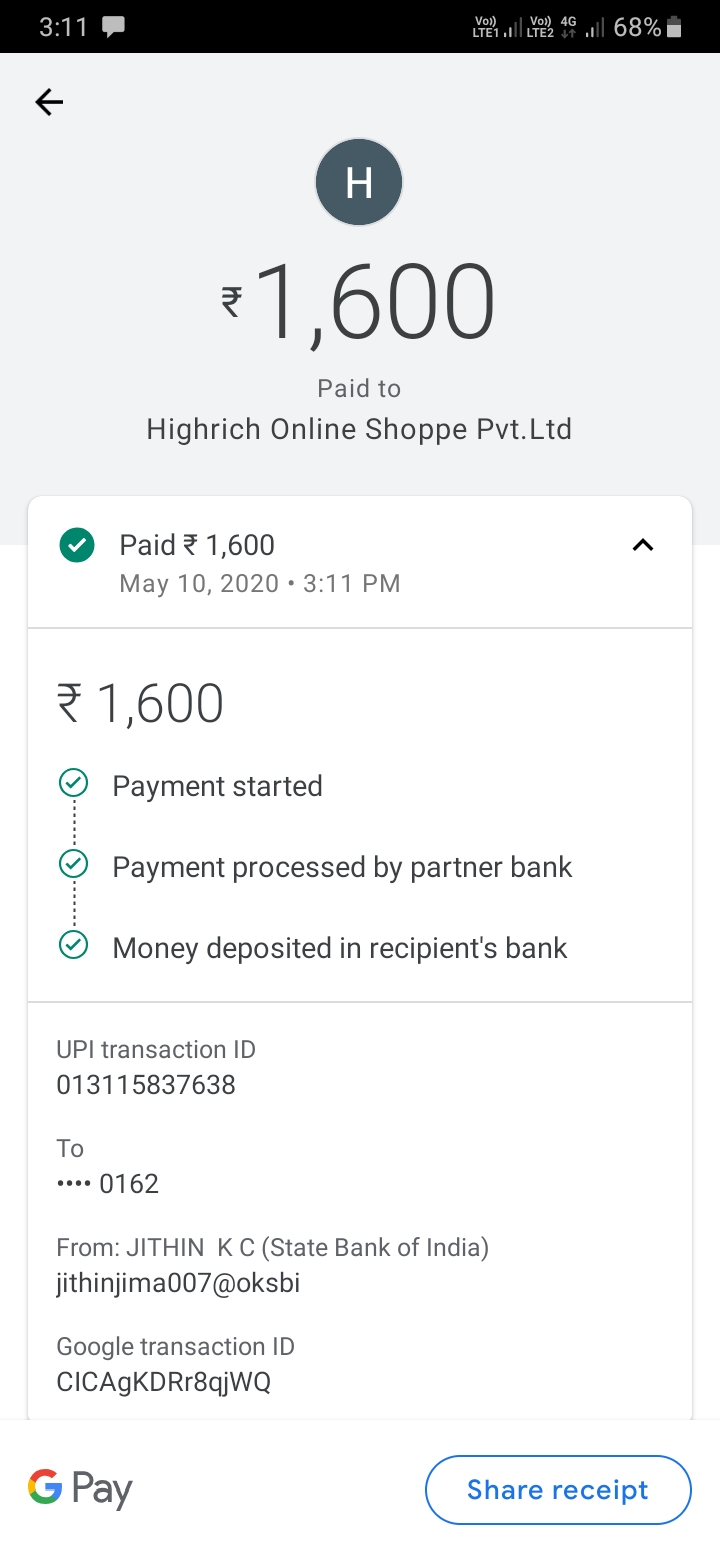 3:11
Vo)) LTE1 Vo)) LTE2 4G 68%
H
₹1,600
Paid to
Highrich Online Shoppe Pvt.Ltd
Paid ₹ 1,600
May 10, 2020 • 3:11 PM
₹ 1,600
Payment started
Payment processed by partner bank
Money deposited in recipient's bank
UPI transaction ID
013115837638
To
•••• 0162
From: JITHIN  K C (State Bank of India)
jithinjima007@oksbi
Google transaction ID
CICAgKDRr8qjWQ
G Pay
Share receipt